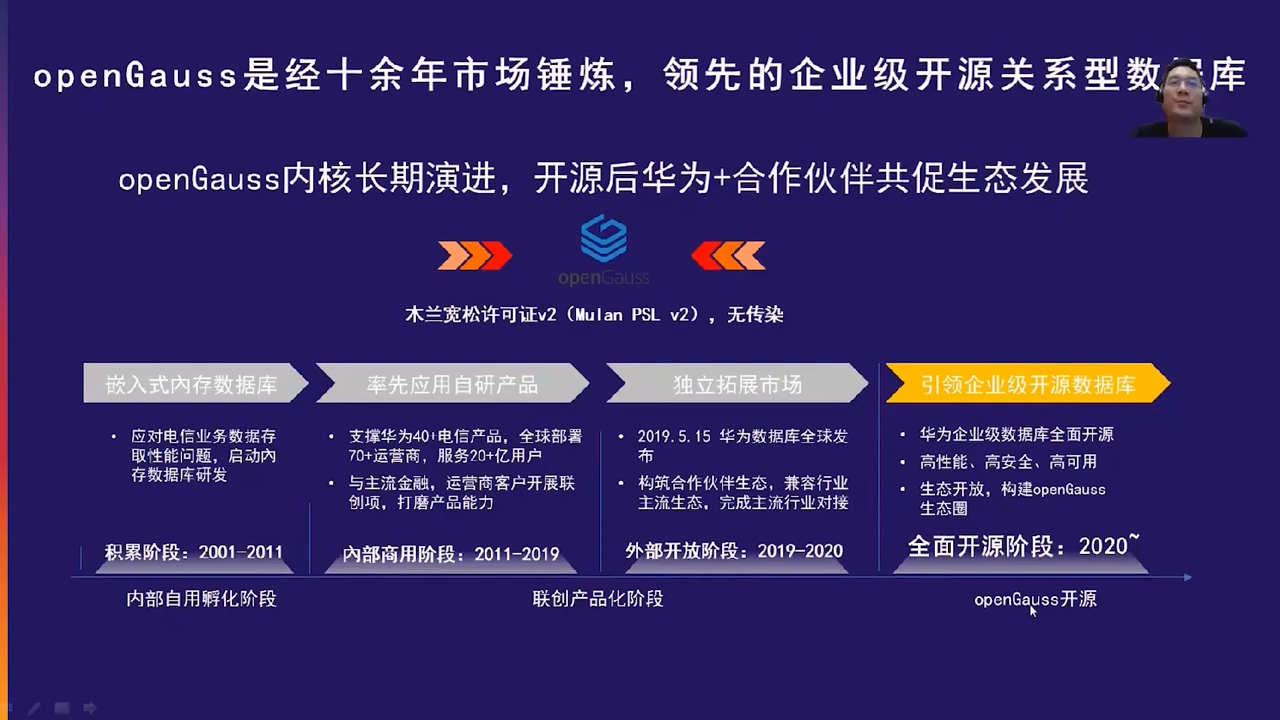 openGauss是经十余年市场锤炼，领先的企业级开源关系型数据库
openGauss内核长期演进，开源后华为+合作伙伴共促生态发展
openGauss
木兰宽松许可证v2（Mulan PSL v2），无传染
嵌入式内存数据库
应对电信业务数据存
取性能问题，启动内
存数据库研发
积累阶段：2001-2011
率先应用自研产品
支撑华为40+电信产品，全球部署
70+运营商，服务20+亿用户
与主流金融，运营商客户开展联
创项，打磨产品能力
内部商用阶段：2011-2019
独立拓展市场
2019.5.15 华为数据库全球发
布
构筑合作伙伴生态，兼容行业
主流生态，完成主流行业对接
外部开放阶段：2019-2020
引领企业级开源数据库
华为企业级数据库全面开源
高性能、高安全、高可用
生态开放，构建openGauss
生态圈
全面开源阶段：2020~
内部自用孵化阶段
联创产品化阶段
openGauss开源